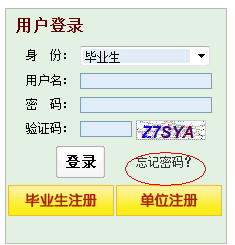 用户登录
身 份： 毕业生
用户名：
密 码：
验证码： Z7SYA
登录 忘记密码？
毕业生注册 单位注册